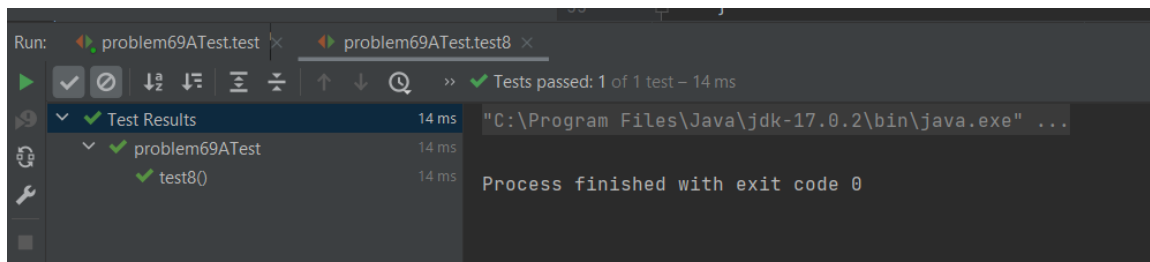 Run: problem69ATest.test problem69ATest.test8
Tests passed: 1 of 1 test – 14 ms
Test Results 14 ms "C:\Program Files\Java\jdk-17.0.2\bin\java.exe" ...
problem69ATest 14 ms
test8() 14 ms Process finished with exit code 0